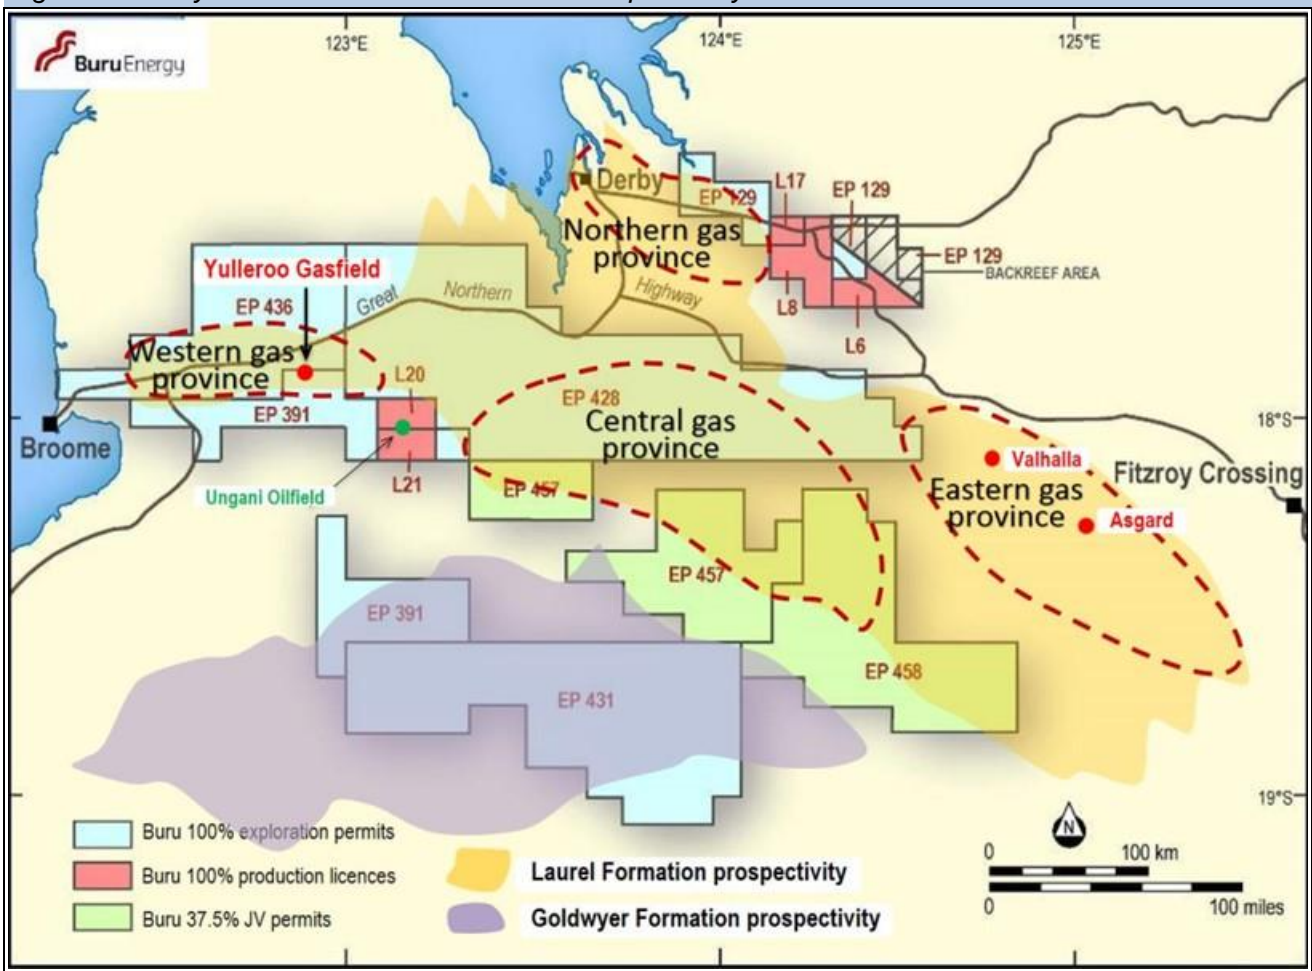 123°E
124°E
125°E
Buru Energy
Derby
EP 129
L17
EP 129
Northern gas
province
EP 129
BACKREEF AREA
Yulleroo Gasfield
EP 436
Great
Northern
Highway
L8
L6
Western gas
province
L20
EP 428
EP 391
Central gas
province
Broome
18°S
Ungani Oilfield
L21
EP 457
Valhalla
Fitzroy Crossing
Eastern gas
province
Asgard
EP 457
EP 391
EP 458
EP 431
19°S
N
Buru 100% exploration permits
Buru 100% production licences
Buru 37.5% JV permits
Laurel Formation prospectivity
Goldwyer Formation prospectivity
0
100 km
0
100 miles